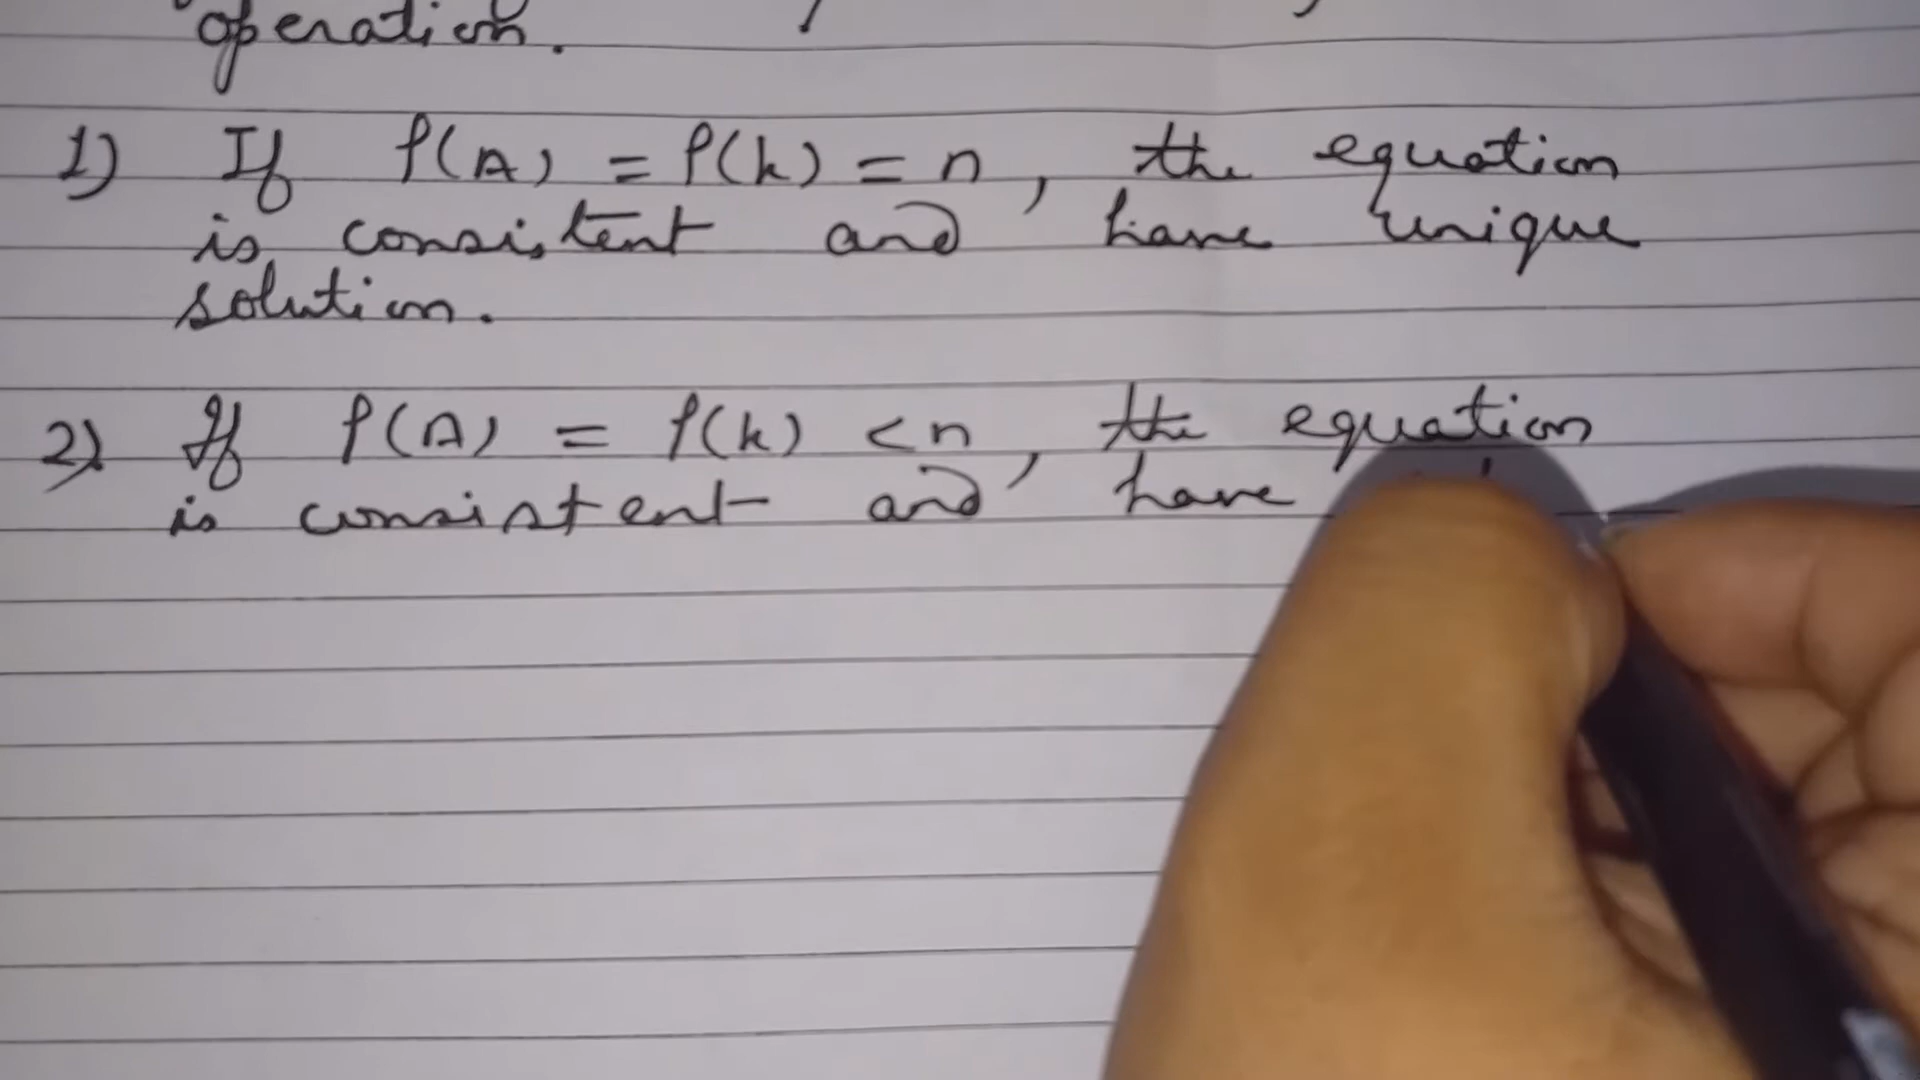 operation.
1) If ρ(A) = ρ(k) = n, the equation
is consistent and have unique
solution.
2) If ρ(A) = ρ(k) < n, the equation
is consistent and have